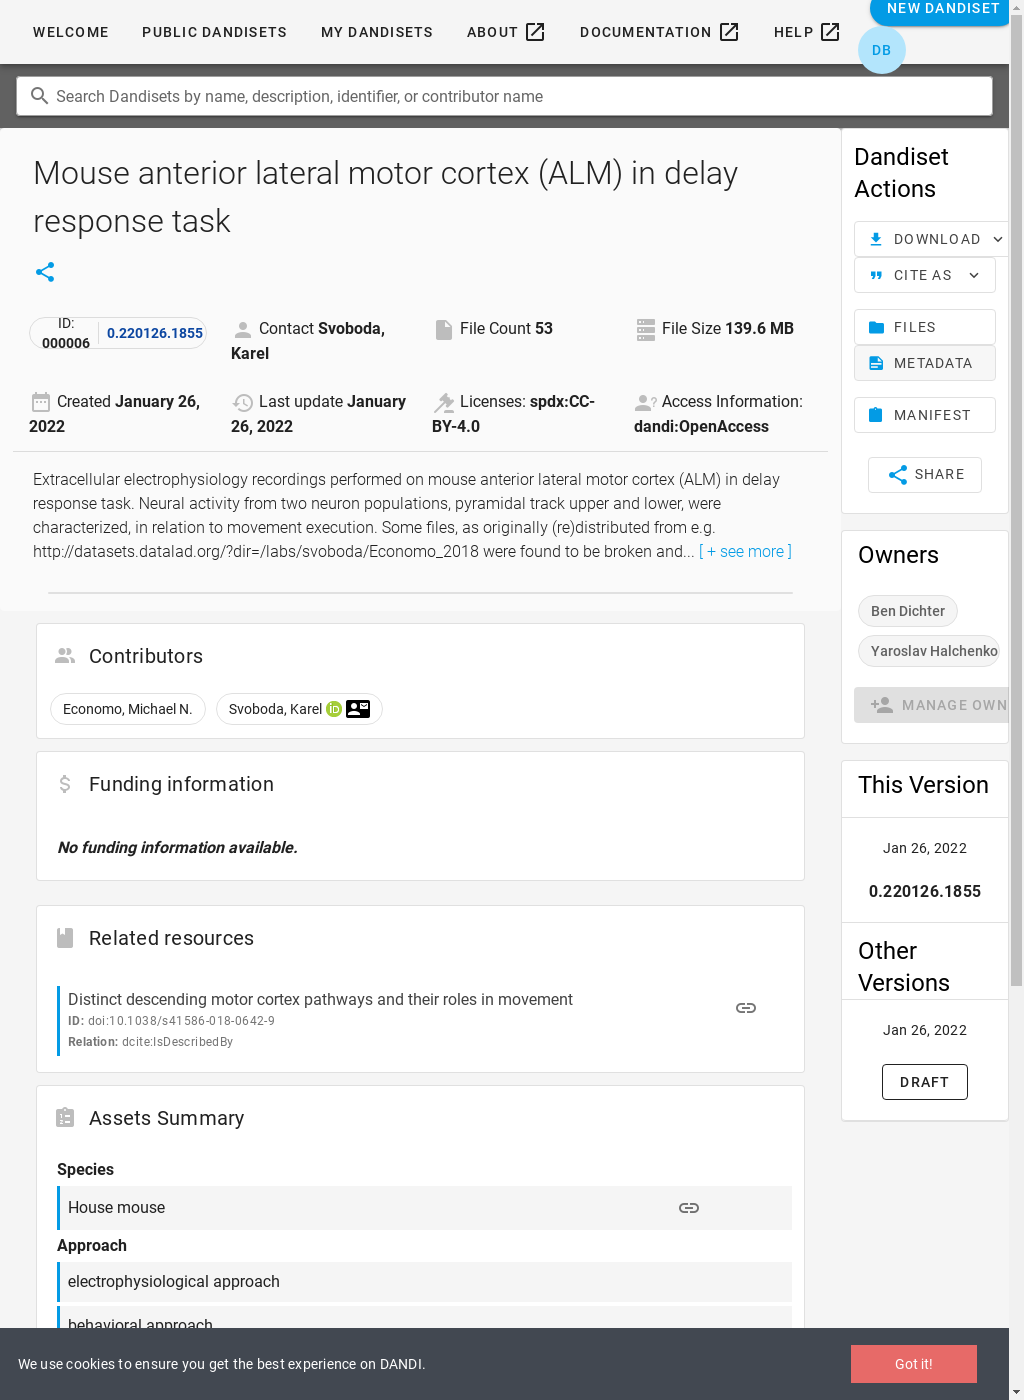 WELCOME PUBLIC DANDISETS MY DANDISETS ABOUT DOCUMENTATION HELP NEW DANDISET
DB
Search Dandisets by name, description, identifier, or contributor name
Mouse anterior lateral motor cortex (ALM) in delay
response task
ID:
000006 0.220126.1855
Contact Svoboda,
Karel
File Count 53
File Size 139.6 MB
Created January 26,
2022
Last update January
26, 2022
Licenses: spdx:CC-
BY-4.0
Access Information:
dandi:OpenAccess
Extracellular electrophysiology recordings performed on mouse anterior lateral motor cortex (ALM) in delay
response task. Neural activity from two neuron populations, pyramidal track upper and lower, were
characterized, in relation to movement execution. Some files, as originally (re)distributed from e.g.
http://datasets.datalad.org/?dir=/labs/svoboda/Economo_2018 were found to be broken and... [ + see more ]
Contributors
Economo, Michael N. Svoboda, Karel iD
Funding information
No funding information available.
Related resources
Distinct descending motor cortex pathways and their roles in movement
ID: doi:10.1038/s41586-018-0642-9
Relation: dcite:IsDescribedBy
Assets Summary
Species
House mouse
Approach
electrophysiological approach
behavioral approach
Dandiset
Actions
DOWNLOAD
CITE AS
FILES
METADATA
MANIFEST
SHARE
Owners
Ben Dichter
Yaroslav Halchenko
MANAGE OWN
This Version
Jan 26, 2022
0.220126.1855
Other
Versions
Jan 26, 2022
DRAFT
We use cookies to ensure you get the best experience on DANDI. Got it!